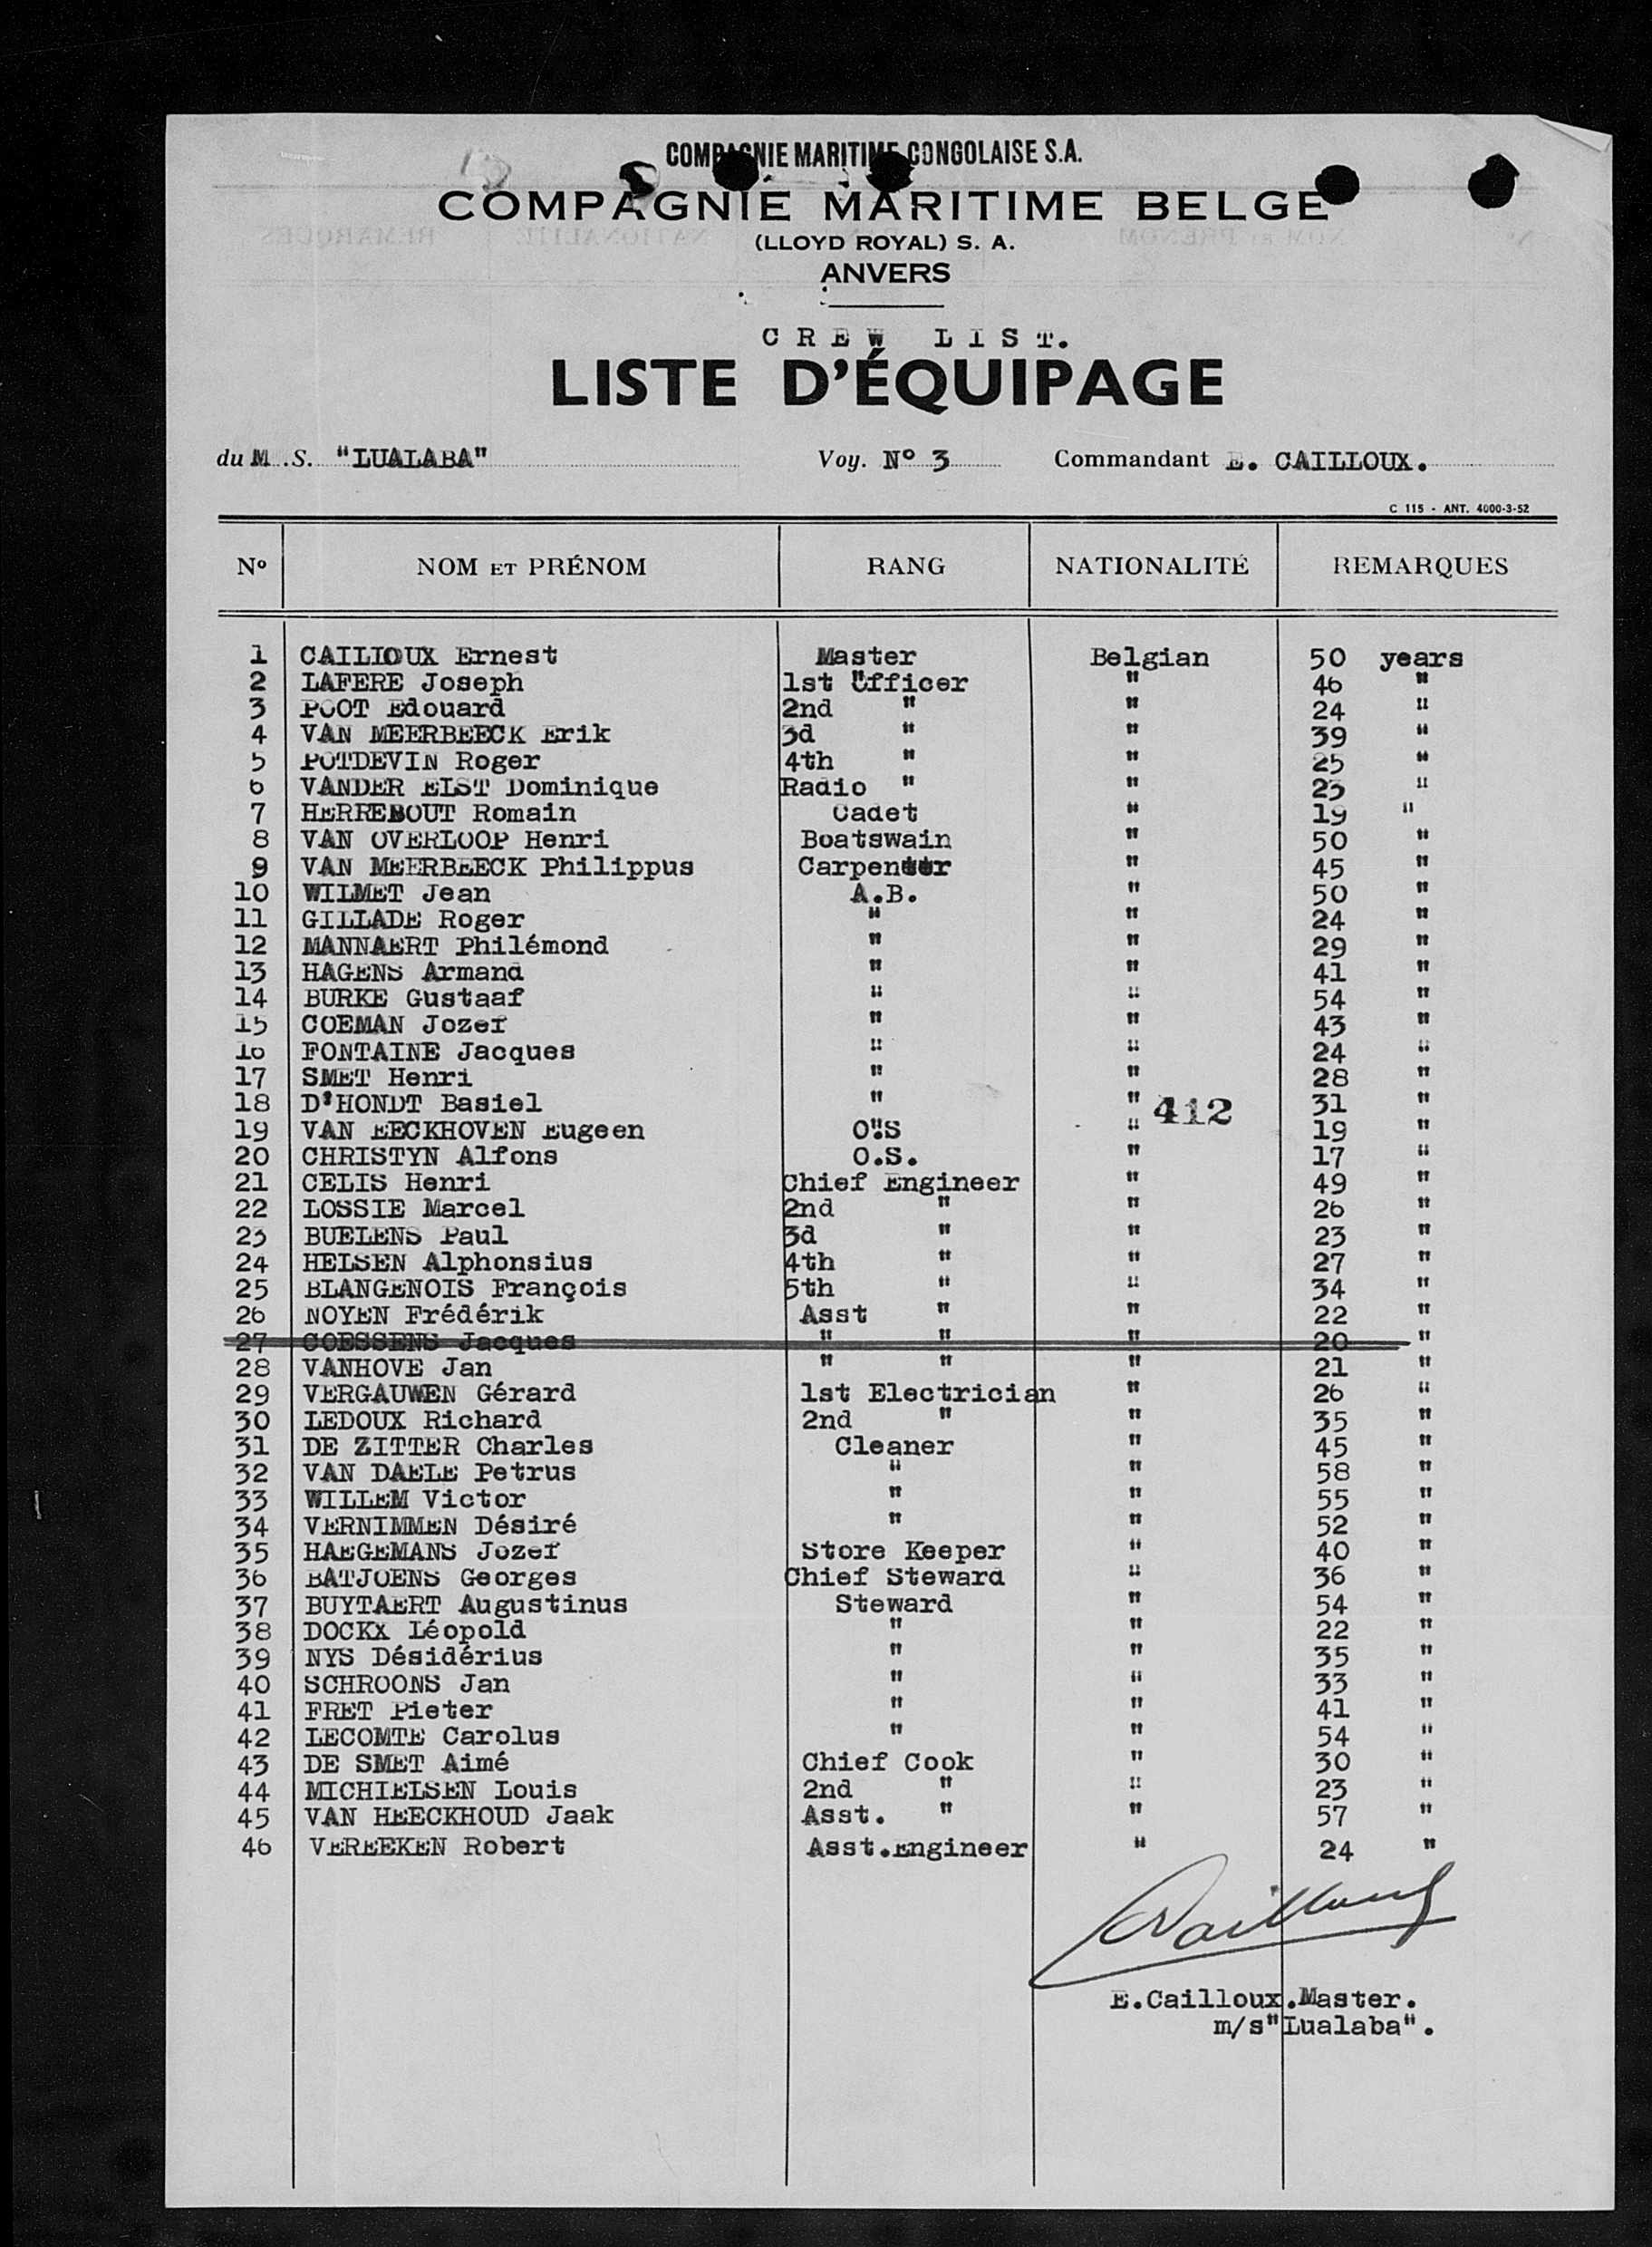 COMPAGNIE MARITIME CONGOLAISE S.A.
COMPAGNIE MARITIME BELGE
(LLOYD ROYAL) S. A.
ANVERS
CREW LIST.
LISTE D'ÉQUIPAGE
du M.S. "LUALABA" Voy. Nº 3 Commandant E. CAILLOUX.
C 115 - ANT. 4000-3-52
Nº NOM ET PRÉNOM RANG NATIONALITÉ REMARQUES
1 CAILLOUX Ernest Master Belgian 50 years
2 LAFERE Joseph 1st Officer " 46 "
3 POOT Edouard 2nd " " 24 "
4 VAN MEERBEECK Erik 3d " " 39 "
5 POTDEVIN Roger 4th " " 25 "
6 VANDER ELST Dominique Radio " " 23 "
7 HERREBOUT Romain Cadet " 19 "
8 VAN OVERLOOP Henri Boatswain " 50 "
9 VAN MEERBEECK Philippus Carpenter " 45 "
10 WILMET Jean A.B. " 50 "
11 GILLADE Roger " " 24 "
12 MANNAERT Philémond " " 29 "
13 HAGENS Armand " " 41 "
14 BURKE Gustaaf " " 54 "
15 COEMAN Jozef " " 43 "
16 FONTAINE Jacques " " 24 "
17 SMET Henri " " 28 "
18 D'HONDT Basiel " " 412 31 "
19 VAN EECKHOVEN Eugeen O"S " 19 "
20 CHRISTYN Alfons O.S. " 17 "
21 CELIS Henri Chief Engineer " 49 "
22 LOSSIE Marcel 2nd " " 26 "
23 BUELENS Paul 3d " " 23 "
24 HELSEN Alphonsius 4th " " 27 "
25 BLANGENOIS François 5th " " 34 "
26 NOYEN Frédérik Asst " " 22 "
27 COESSENS Jacques " " " 20 "
28 VANHOVE Jan " " " 21 "
29 VERGAUWEN Gérard 1st Electrician " 26 "
30 LEDOUX Richard 2nd " " 35 "
31 DE ZITTER Charles Cleaner " 45 "
32 VAN DAELE Petrus " " 58 "
33 WILLEM Victor " " 55 "
34 VERNIMMEN Désiré " " 52 "
35 HAEGEMANS Jozef Store Keeper " 40 "
36 BATJOENS Georges Chief Steward " 36 "
37 BUYTAERT Augustinus Steward " 54 "
38 DOCKX Léopold " " 22 "
39 NYS Désidérius " " 35 "
40 SCHROONS Jan " " 33 "
41 FRET Pieter " " 41 "
42 LECOMTE Carolus " " 54 "
43 DE SMET Aimé Chief Cook " 30 "
44 MICHIELSEN Louis 2nd " " 23 "
45 VAN HEECKHOUD Jaak Asst. " " 57 "
46 VEREEKEN Robert Asst.Engineer " 24 "
ECailloux
E.Cailloux.Master.
m/s"Lualaba".